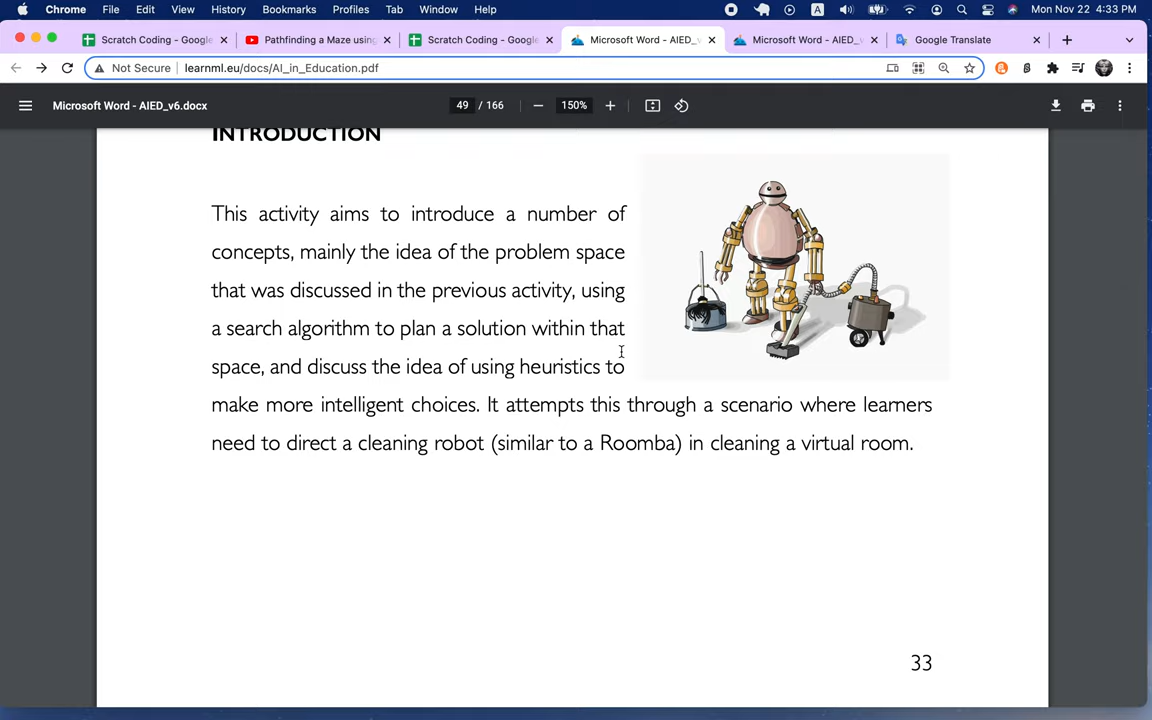 Chrome File Edit View History Bookmarks Profiles Tab Window Help A Mon Nov 22 4:33 PM
Scratch Coding - Google Pathfinding a Maze using Scratch Coding - Google Microsoft Word - AIED_v Microsoft Word - AIED_v Google Translate
Not Secure learnml.eu/docs/AI_in_Education.pdf
Microsoft Word - AIED_v6.docx 49 / 166 150%
INTRODUCTION
This activity aims to introduce a number of
concepts, mainly the idea of the problem space
that was discussed in the previous activity, using
a search algorithm to plan a solution within that
space, and discuss the idea of using heuristics to
make more intelligent choices. It attempts this through a scenario where learners
need to direct a cleaning robot (similar to a Roomba) in cleaning a virtual room.
33